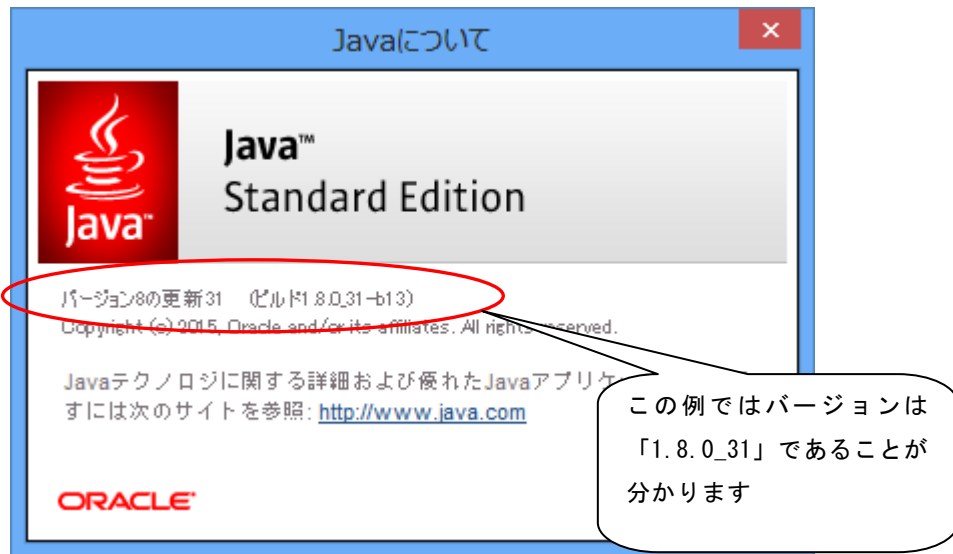 Javaについて
Java™
Standard Edition
Java™
バージョン8の更新31 (ビルド1.8.0_31-b13)
Copyright (c) 2015, Oracle and/or its affiliates. All rights reserved.
Javaテクノロジに関する詳細および優れたJavaアプリケ
すには次のサイトを参照: http://www.java.com
この例ではバージョンは
「1.8.0_31」であることが
分かります
ORACLE